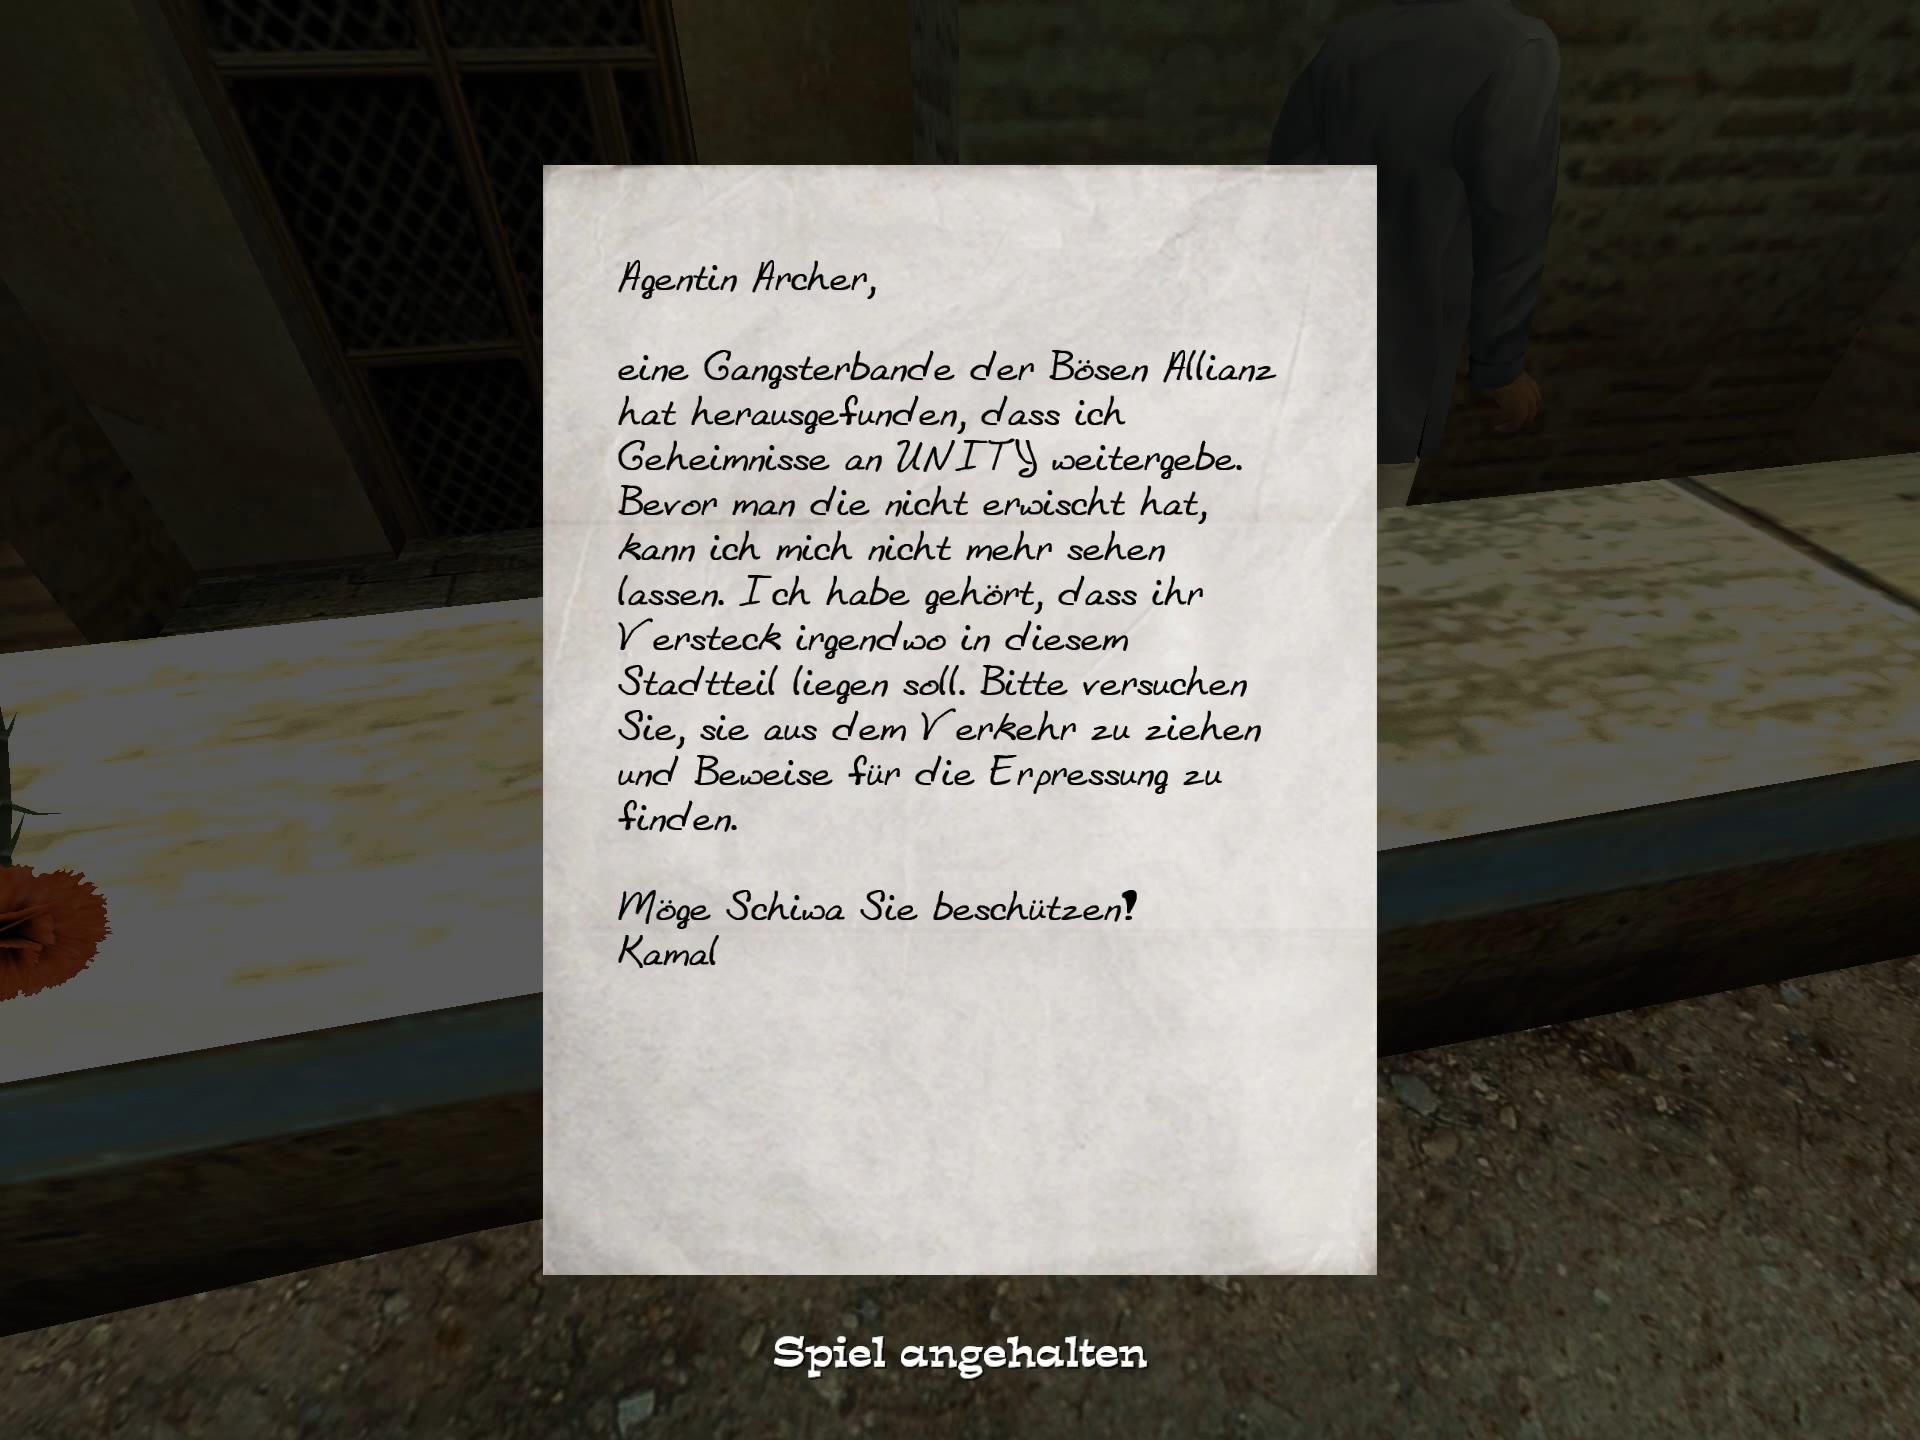 Agentin Archer,
eine Gangsterbande der Bösen Allianz
hat herausgefunden, dass ich
Geheimnisse an UNITY weitergebe.
Bevor man die nicht erwischt hat,
kann ich mich nicht mehr sehen
lassen. Ich habe gehört, dass ihr
Versteck irgendwo in diesem
Stadtteil liegen soll. Bitte versuchen
Sie, sie aus dem Verkehr zu ziehen
und Beweise für die Erpressung zu
finden.
Möge Schiwa Sie beschützen!
Kamal
Spiel angehalten